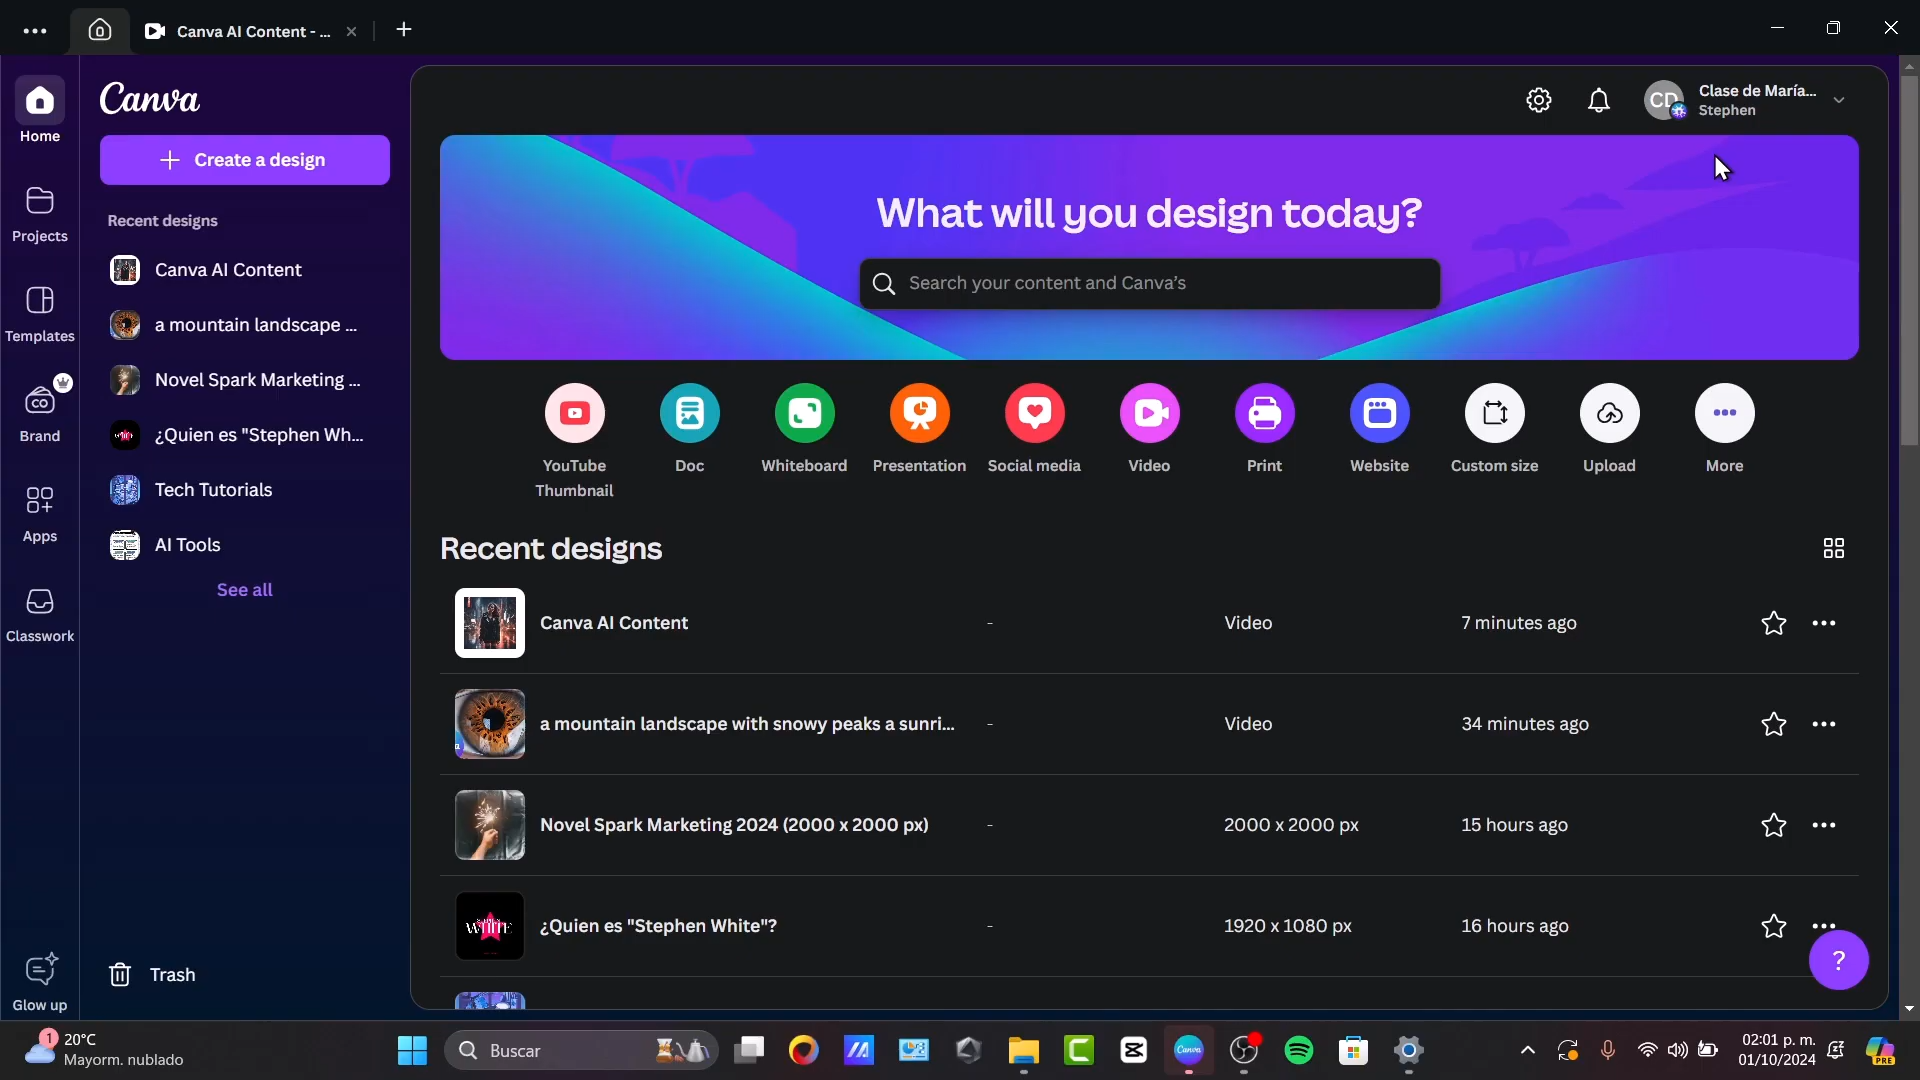 Canva AI Content - ...
Canva
Home
Projects
Templates
Brand
Apps
Classwork
Glow up
Create a design
Recent designs
Canva AI Content
a mountain landscape ...
Novel Spark Marketing ...
¿Quien es "Stephen Wh...
Tech Tutorials
AI Tools
See all
Trash
CD
Clase de María...
Stephen
What will you design today?
Search your content and Canva's
YouTube
Thumbnail
Doc
Whiteboard
Presentation
Social media
Video
Print
Website
Custom size
Upload
More
Recent designs
Canva AI Content - Video 7 minutes ago
a mountain landscape with snowy peaks a sunri... - Video 34 minutes ago
Novel Spark Marketing 2024 (2000 x 2000 px) - 2000 x 2000 px 15 hours ago
WHITE
¿Quien es "Stephen White"? - 1920 x 1080 px 16 hours ago
?
1
20°C
Mayorm. nublado
Buscar
Canva
02:01 p. m.
01/10/2024
PRE